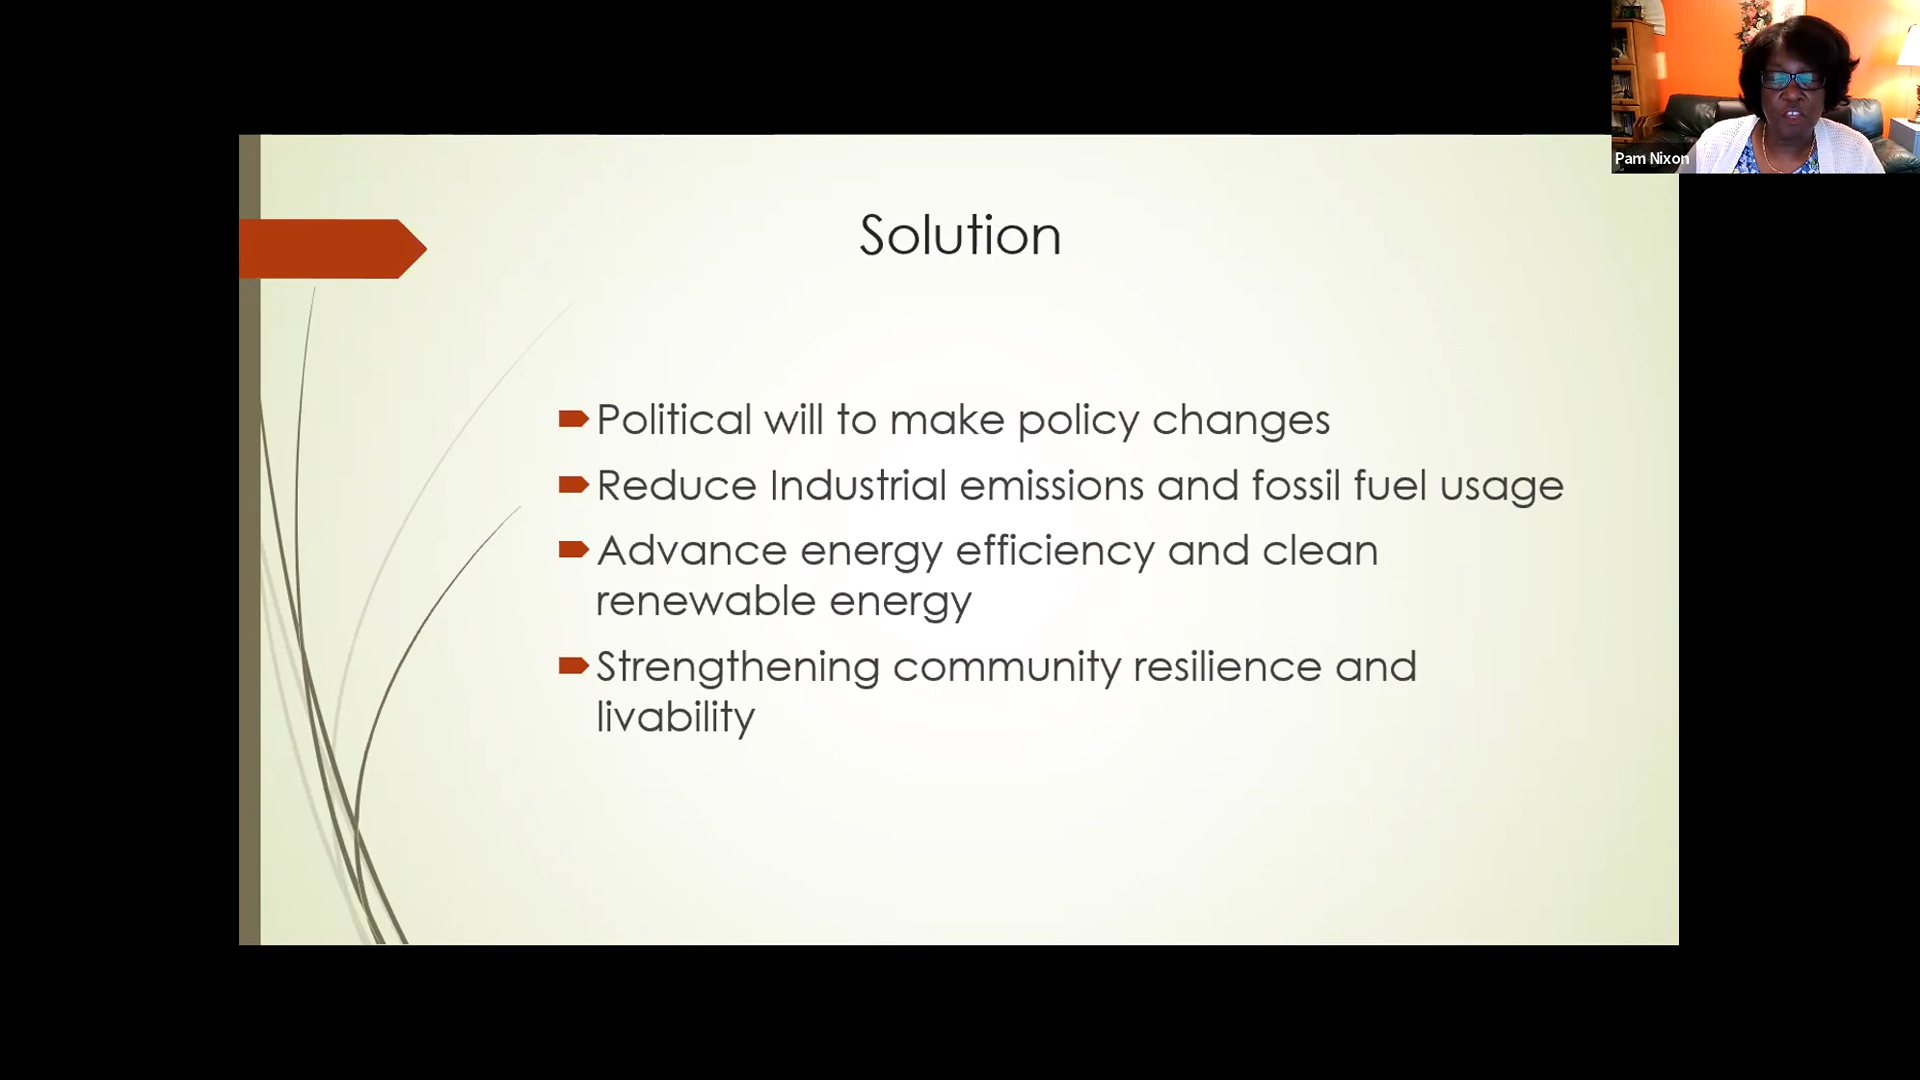 Pam Nixon
Solution
Political will to make policy changes
Reduce Industrial emissions and fossil fuel usage
Advance energy efficiency and clean
renewable energy
Strengthening community resilience and
livability